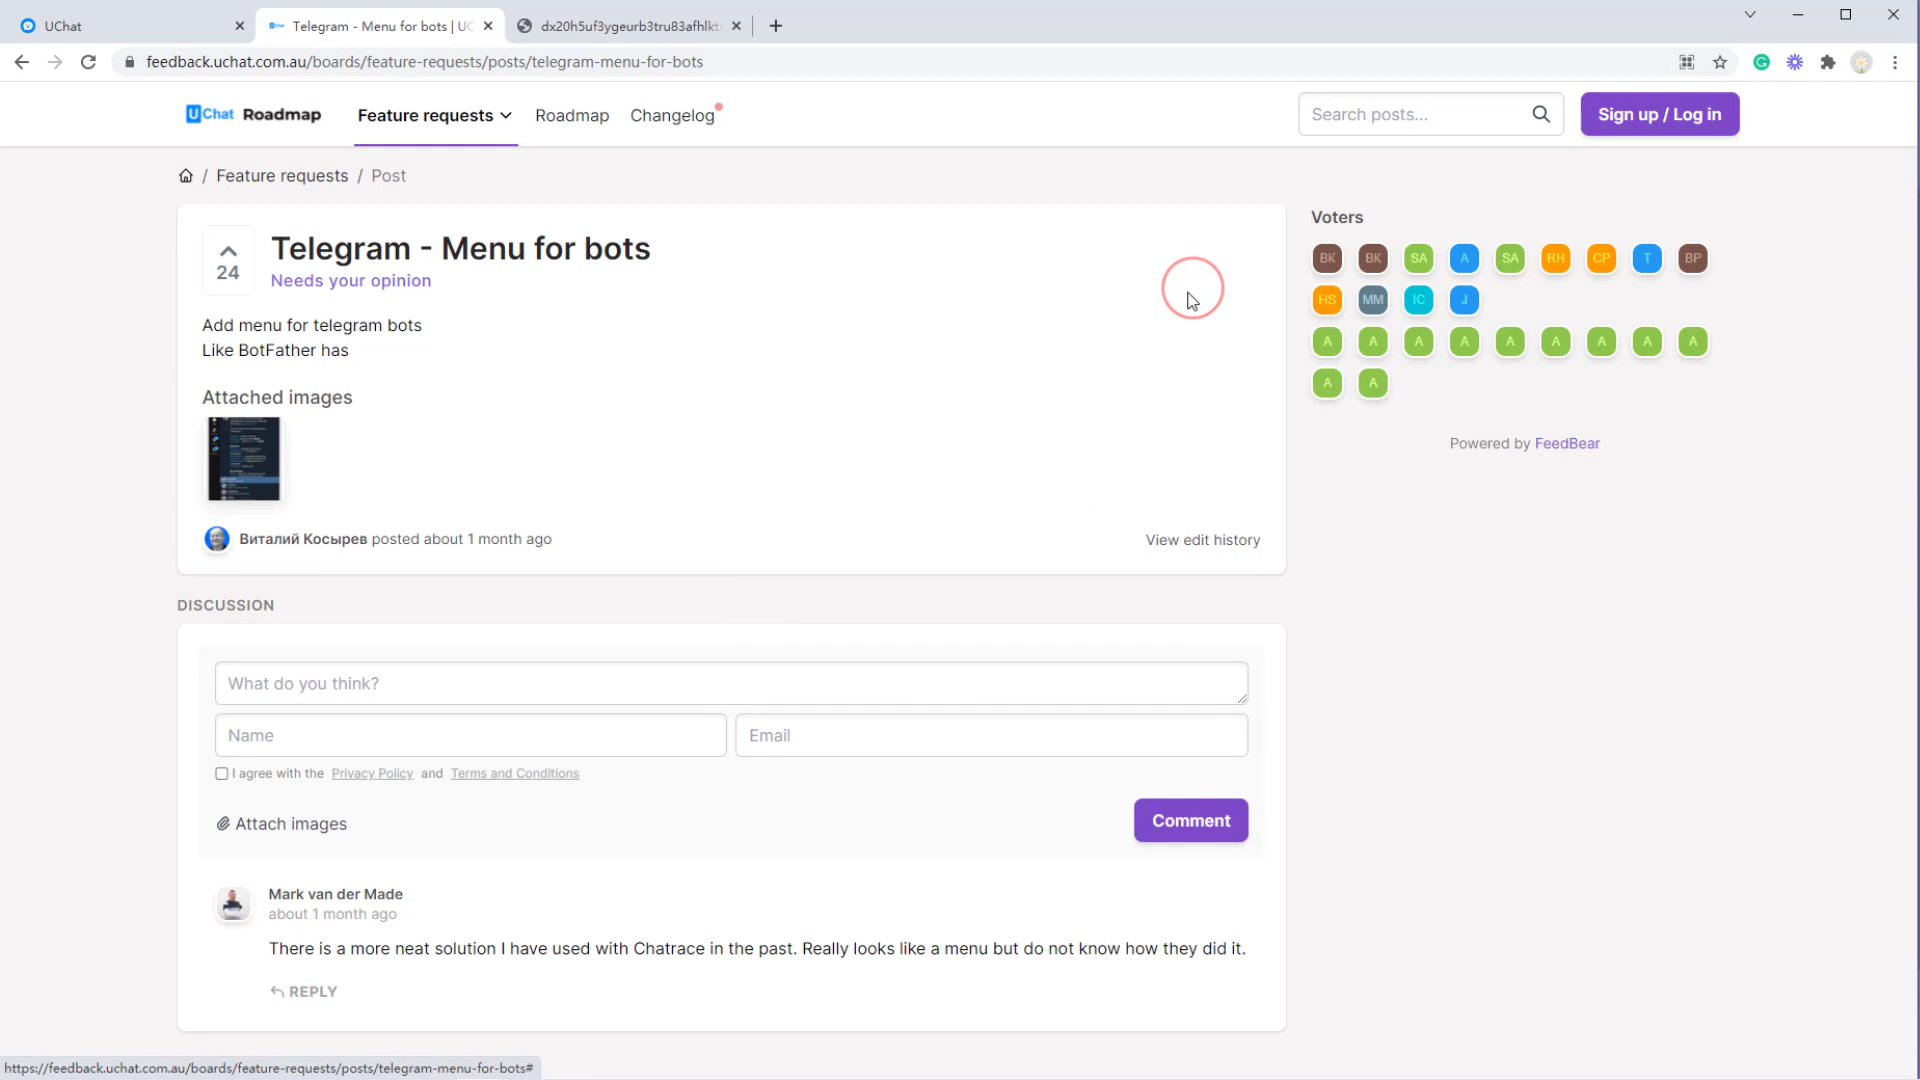 UChat
Telegram - Menu for bots | UC
dx20h5uf3ygeurb3tru83afhlkt
feedback.uchat.com.au/boards/feature-requests/posts/telegram-menu-for-bots
UChat Roadmap
Feature requests
Roadmap
Changelog
Search posts...
Sign up / Log in
/ Feature requests / Post
24
Telegram - Menu for bots
Needs your opinion
Add menu for telegram bots
Like BotFather has
Attached images
Виталий Косырев posted about 1 month ago
View edit history
Voters
BK BK SA A SA RH CP T BP
HS MM IC J
A A A A A A A A A
A A
Powered by FeedBear
DISCUSSION
What do you think?
Name
Email
I agree with the Privacy Policy and Terms and Conditions
Attach images
Comment
Mark van der Made
about 1 month ago
There is a more neat solution I have used with Chatrace in the past. Really looks like a menu but do not know how they did it.
REPLY
https://feedback.uchat.com.au/boards/feature-requests/posts/telegram-menu-for-bots#